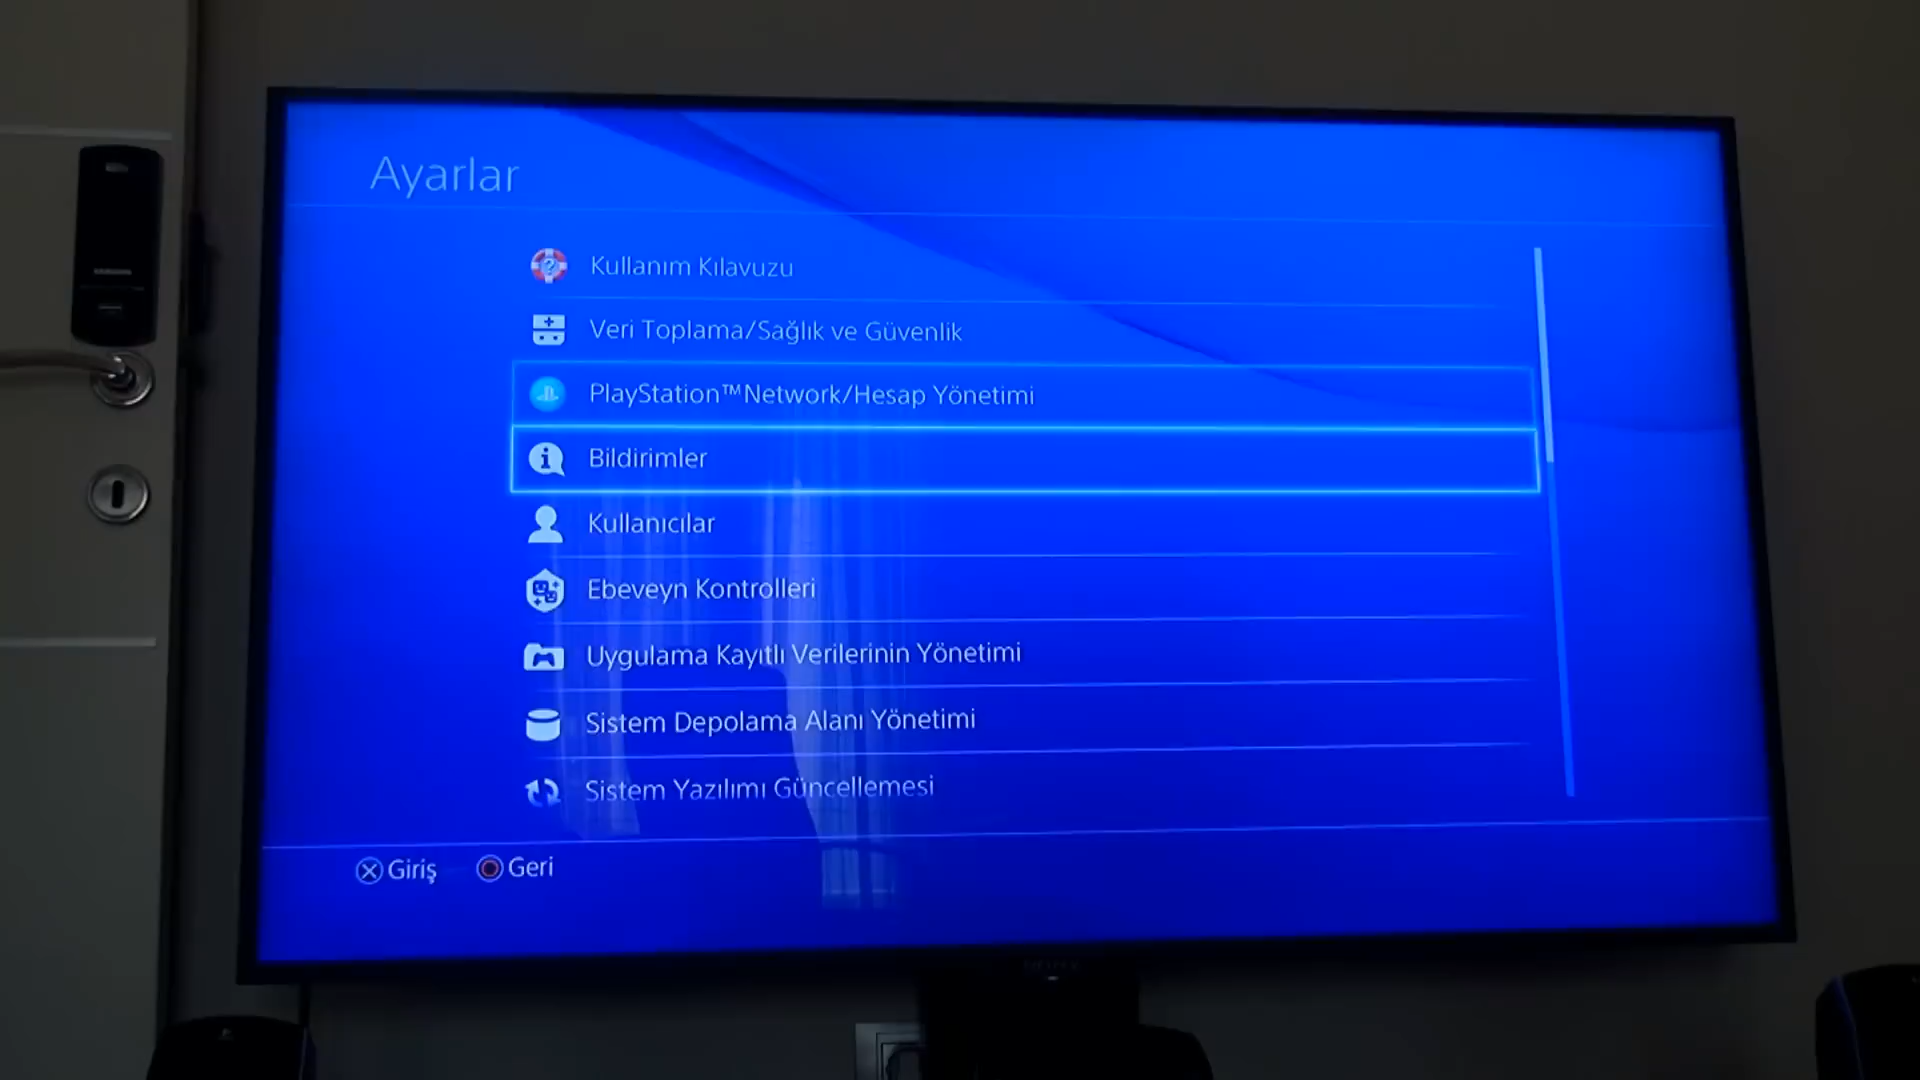 Ayarlar
Kullanım Kılavuzu
Veri Toplama/Sağlık ve Güvenlik
PlayStation™Network/Hesap Yönetimi
Bildirimler
Kullanıcılar
Ebeveyn Kontrolleri
Uygulama Kayıtlı Verilerinin Yönetimi
Sistem Depolama Alanı Yönetimi
Sistem Yazılımı Güncellemesi
Giriş Geri
SONY